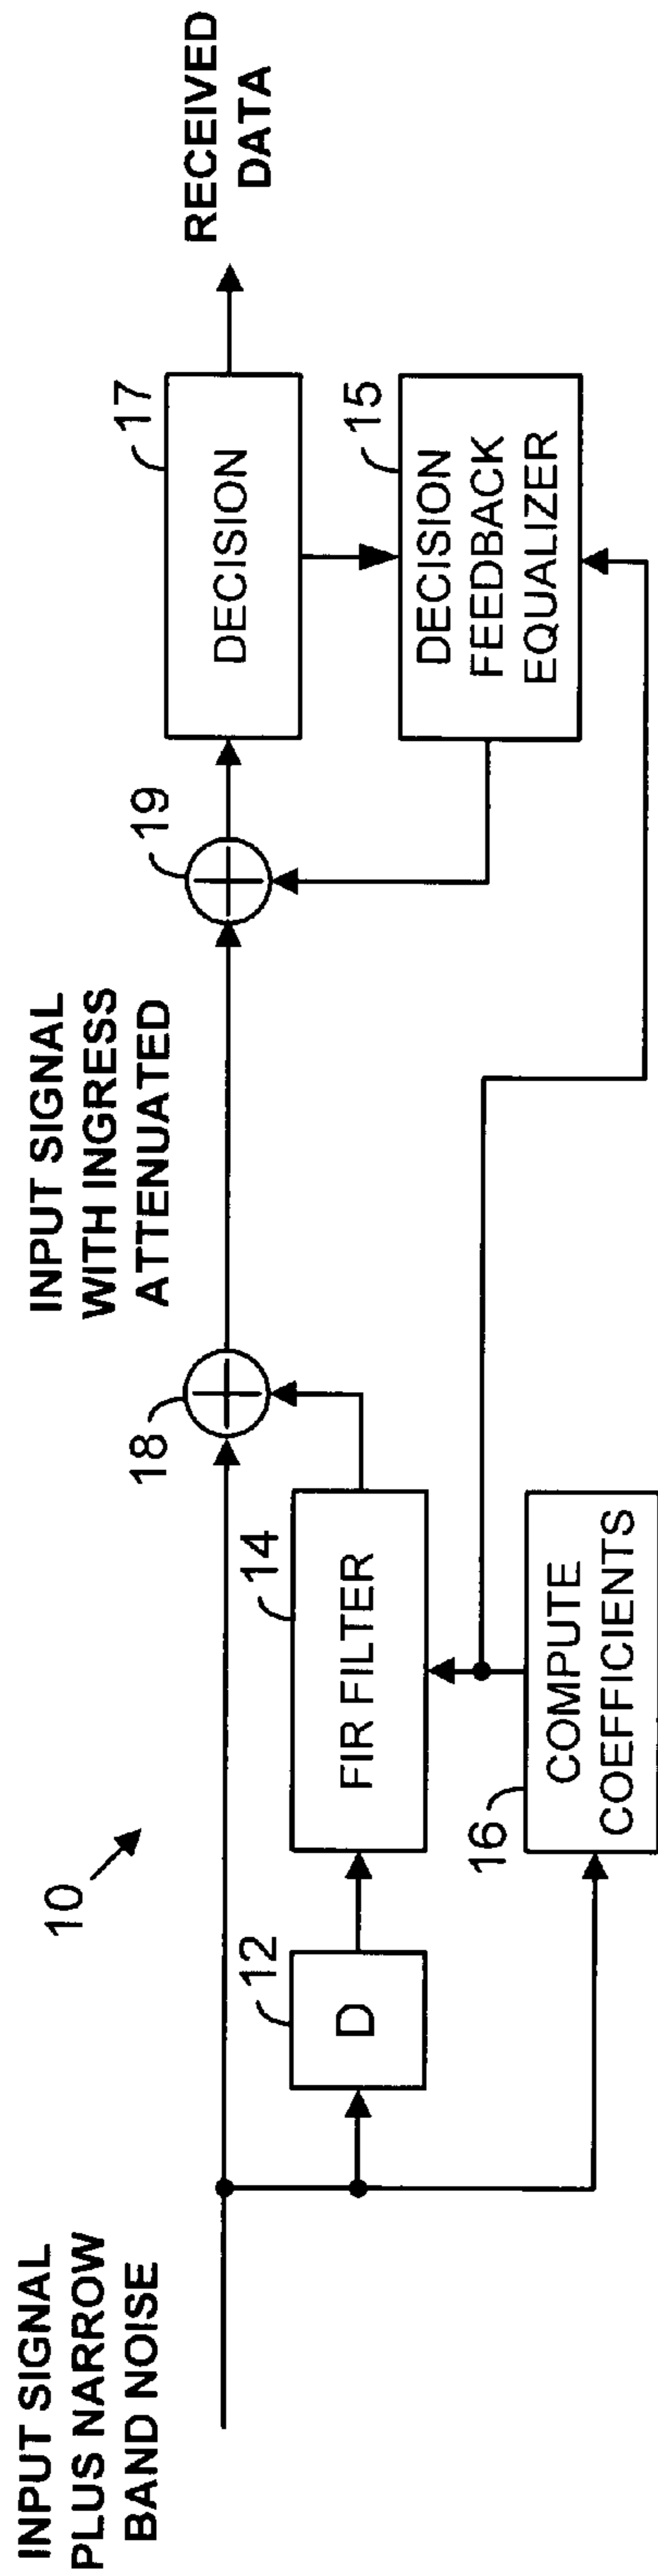 INPUT SIGNAL
PLUS NARROW
BAND NOISE
10
12
D
14
FIR FILTER
16
COMPUTE
COEFFICIENTS
18
INPUT SIGNAL
WITH INGRESS
ATTENUATED
19
17
DECISION
15
DECISION
FEEDBACK
EQUALIZER
RECEIVED
DATA